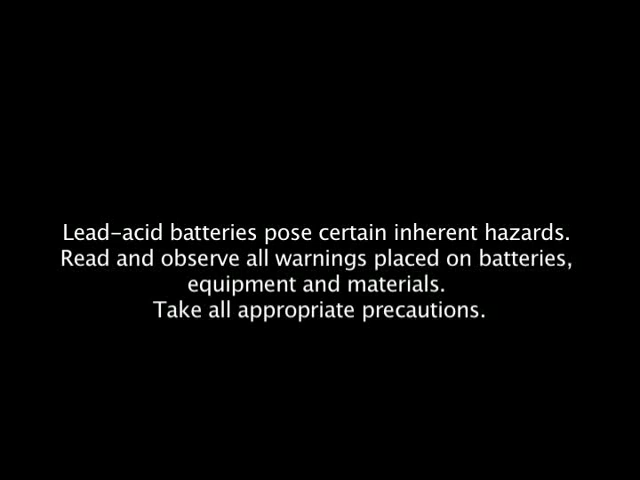 Lead-acid batteries pose certain inherent hazards.
Read and observe all warnings placed on batteries,
equipment and materials.
Take all appropriate precautions.